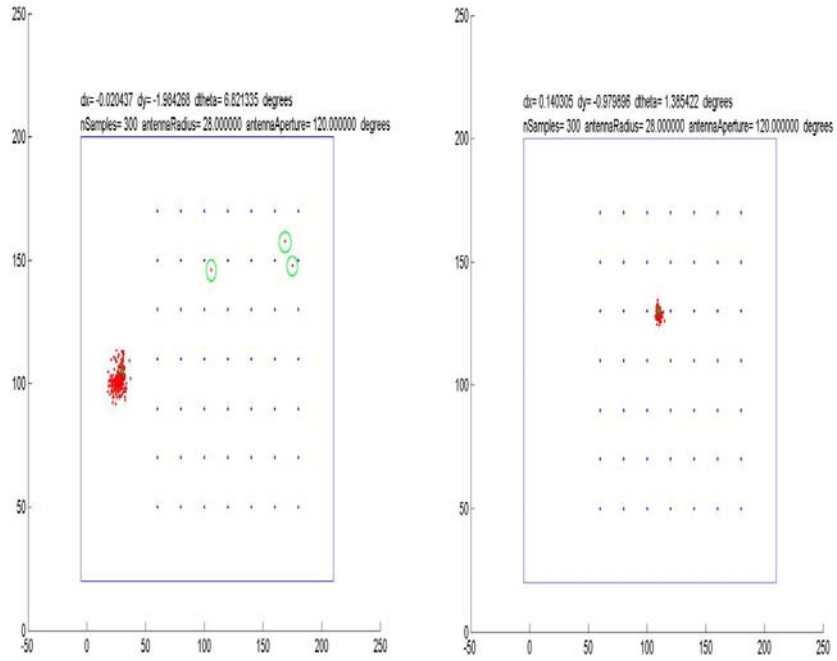 250
dx= -0.020437 dy= -1.984268 dtheta= 6.821335 degrees
nSamples= 300 antennaRadius= 28.000000 antennaAperture= 120.000000 degrees
200
150
100
50
0
-50 0 50 100 150 200 250
250
dx= 0.140305 dy= -0.979896 dtheta= 1.385422 degrees
nSamples= 300 antennaRadius= 28.000000 antennaAperture= 120.000000 degrees
200
150
100
50
0
-50 0 50 100 150 200 250